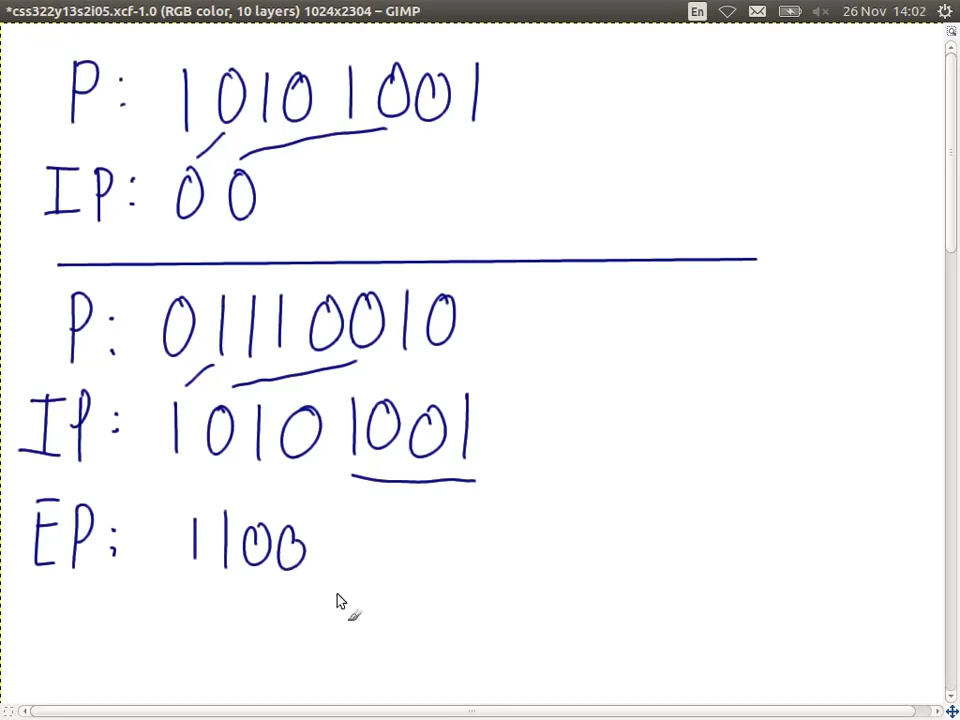 *css322y13s2i05.xcf-1.0 (RGB color, 10 layers) 1024x2304 – GIMP En 26 Nov 14:02
P: 10101001
IP: 00
P: 01110010
IP: 10101001
EP: 1100